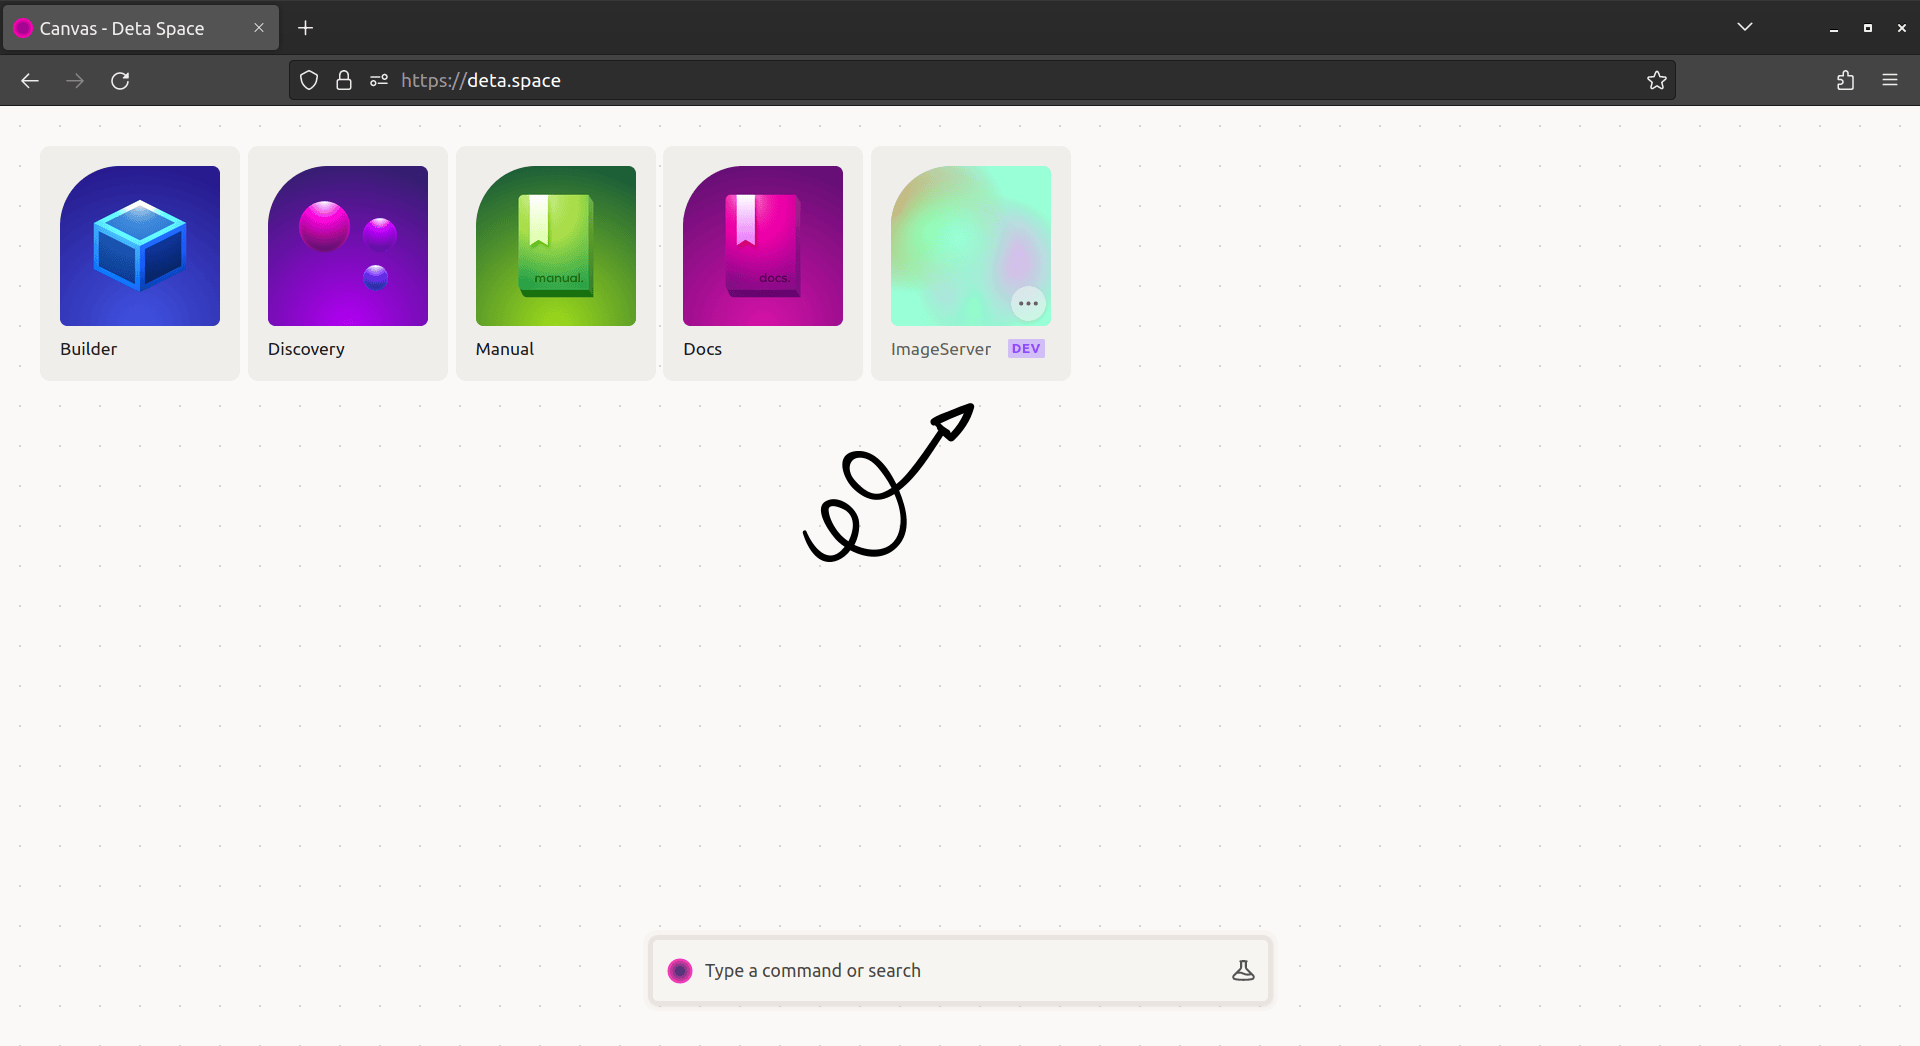 Canvas - Deta Space
https://deta.space
manual.
docs.
Builder
Discovery
Manual
Docs
ImageServer DEV
Type a command or search